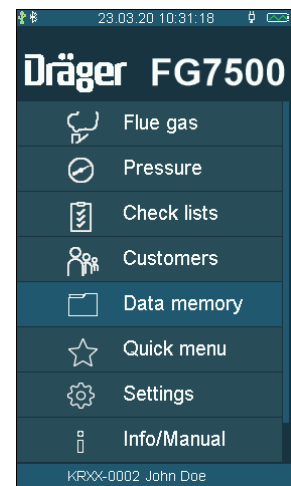 23.03.20 10:31:18
Dräger FG7500
Flue gas
Pressure
Check lists
Customers
Data memory
Quick menu
Settings
Info/Manual
KRXX-0002 John Doe